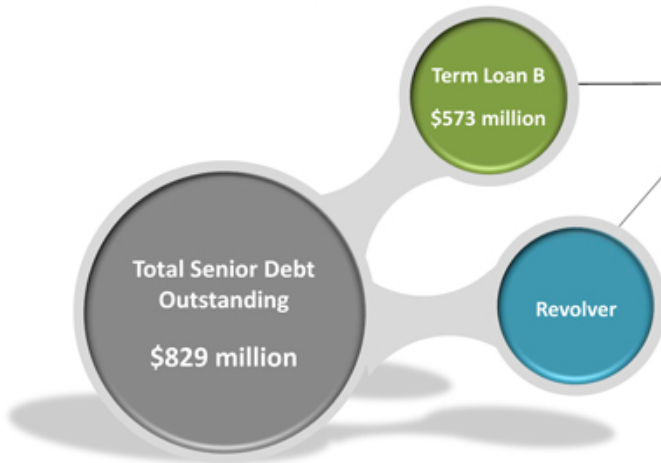 Term Loan B
$573 million
Total Senior Debt
Outstanding
$829 million
Revolver